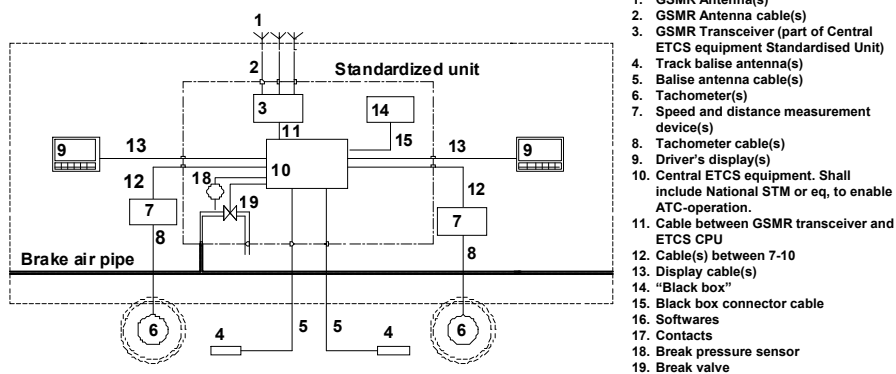 1
2
Standardized unit
3
14
11
15
13
13
9
9
10
12
12
18
19
7
7
8
8
Brake air pipe
6
4
5
5
4
6
1. GSMR Antenna(s)
2. GSMR Antenna cable(s)
3. GSMR Transceiver (part of Central
ETCS equipment Standardised Unit)
4. Track balise antenna(s)
5. Balise antenna cable(s)
6. Tachometer(s)
7. Speed and distance measurement
device(s)
8. Tachometer cable(s)
9. Driver's display(s)
10. Central ETCS equipment. Shall
include National STM or eq, to enable
ATC-operation.
11. Cable between GSMR transceiver and
ETCS CPU
12. Cable(s) between 7-10
13. Display cable(s)
14. “Black box”
15. Black box connector cable
16. Softwares
17. Contacts
18. Break pressure sensor
19. Break valve